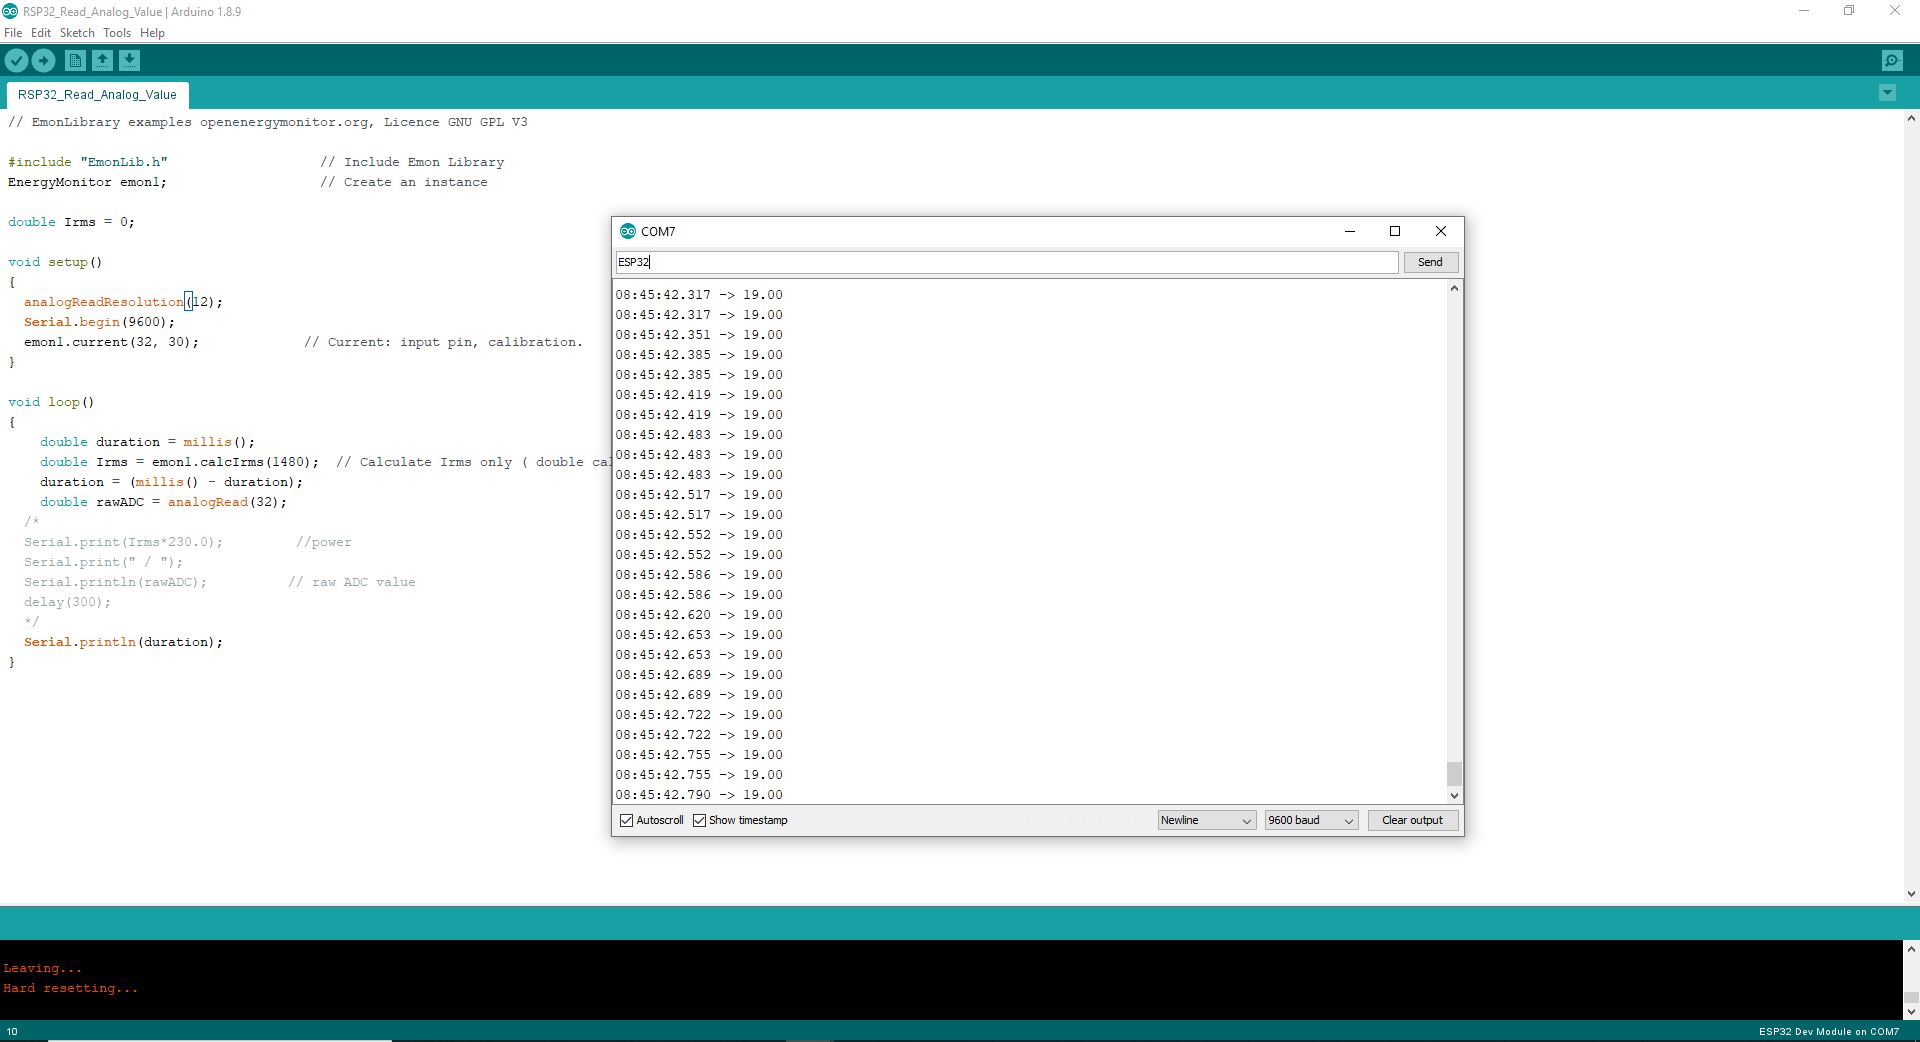 RSP32_Read_Analog_Value | Arduino 1.8.9
File Edit Sketch Tools Help
RSP32_Read_Analog_Value
// EmonLibrary examples openenergymonitor.org, Licence GNU GPL V3
#include "EmonLib.h" // Include Emon Library
EnergyMonitor emon1; // Create an instance
double Irms = 0;
void setup()
{
analogReadResolution(12);
Serial.begin(9600);
emon1.current(32, 30); // Current: input pin, calibration.
}
void loop()
{
double duration = millis();
double Irms = emon1.calcIrms(1480); // Calculate Irms only ( double cal
duration = (millis() - duration);
double rawADC = analogRead(32);
/*
Serial.print(Irms*230.0); //power
Serial.print(" / ");
Serial.println(rawADC); // raw ADC value
delay(300);
*/
Serial.println(duration);
}
COM7
ESP32
Send
08:45:42.317 -> 19.00
08:45:42.317 -> 19.00
08:45:42.351 -> 19.00
08:45:42.385 -> 19.00
08:45:42.385 -> 19.00
08:45:42.419 -> 19.00
08:45:42.419 -> 19.00
08:45:42.483 -> 19.00
08:45:42.483 -> 19.00
08:45:42.483 -> 19.00
08:45:42.517 -> 19.00
08:45:42.517 -> 19.00
08:45:42.552 -> 19.00
08:45:42.552 -> 19.00
08:45:42.586 -> 19.00
08:45:42.586 -> 19.00
08:45:42.620 -> 19.00
08:45:42.653 -> 19.00
08:45:42.653 -> 19.00
08:45:42.689 -> 19.00
08:45:42.689 -> 19.00
08:45:42.722 -> 19.00
08:45:42.722 -> 19.00
08:45:42.755 -> 19.00
08:45:42.755 -> 19.00
08:45:42.790 -> 19.00
Autoscroll Show timestamp Newline 9600 baud Clear output
Leaving...
Hard resetting...
10 ESP32 Dev Module on COM7